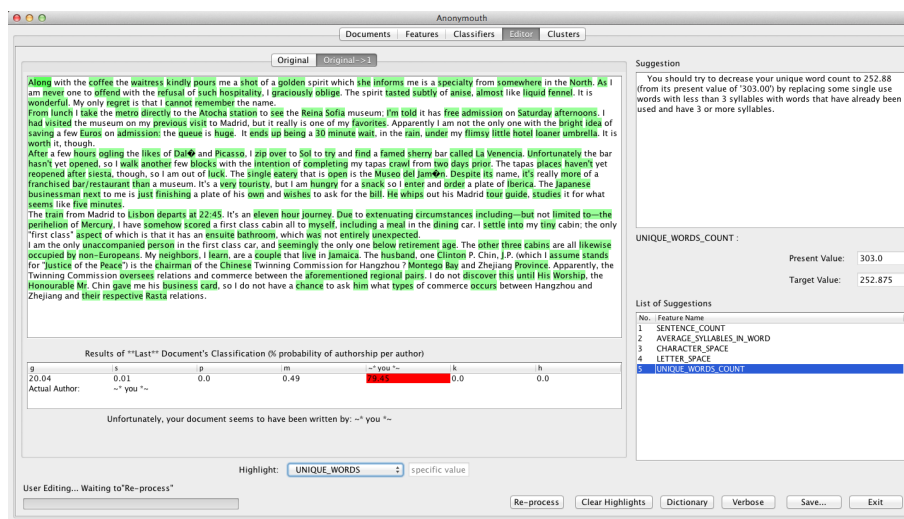 Anonymouth
Documents Features Classifiers Editor Clusters
Original Original->1
Along with the coffee the waitress kindly pours me a shot of a golden spirit which she informs me is a specialty from somewhere in the North. As I
am never one to offend with the refusal of such hospitality, I graciously oblige. The spirit tasted subtly of anise, almost like liquid fennel. It is
wonderful. My only regret is that I cannot remember the name.
From lunch I take the metro directly to the Atocha station to see the Reina Sofia museum; I'm told it has free admission on Saturday afternoons. I
had visited the museum on my previous visit to Madrid, but it really is one of my favorites. Apparently I am not the only one with the bright idea of
saving a few Euros on admission: the queue is huge. It ends up being a 30 minute wait, in the rain, under my flimsy little hotel loaner umbrella. It is
worth it, though.
After a few hours ogling the likes of Dal� and Picasso, I zip over to Sol to try and find a famed sherry bar called La Venencia. Unfortunately the bar
hasn't yet opened, so I walk another few blocks with the intention of completing my tapas crawl from two days prior. The tapas places haven't yet
reopened after siesta, though, so I am out of luck. The single eatery that is open is the Museo del Jam�n. Despite its name, it's really more of a
franchised bar/restaurant than a museum. It's a very touristy, but I am hungry for a snack so I enter and order a plate of Iberica. The Japanese
businessman next to me is just finishing a plate of his own and wishes to ask for the bill. He whips out his Madrid tour guide, studies it for what
seems like five minutes.
The train from Madrid to Lisbon departs at 22:45. It's an eleven hour journey. Due to extenuating circumstances including—but not limited to—the
perihelion of Mercury, I have somehow scored a first class cabin all to myself, including a meal in the dining car. I settle into my tiny cabin; the only
"first class" aspect of which is that it has an ensuite bathroom, which was not entirely unexpected.
I am the only unaccompanied person in the first class car, and seemingly the only one below retirement age. The other three cabins are all likewise
occupied by non-Europeans. My neighbors, I learn, are a couple that live in Jamaica. The husband, one Clinton P. Chin, J.P. (which I assume stands
for "Justice of the Peace") is the chairman of the Chinese Twinning Commission for Hangzhou ? Montego Bay and Zhejiang Province. Apparently, the
Twinning Commission oversees relations and commerce between the aforementioned regions. I do not discover this until His Worship, the
Honourable Mr. Chin gave me his business card, so I do not have a chance to ask him what types of commerce occurs between Hangzhou and
Zhejiang and their respective Rasta relations.
Results of **Last** Document's Classification (% probability of authorship per author)
g s p m ~* you *~ k h
20.04 0.01 0.0 0.49 79.45 0.0 0.0
Actual Author: ~* you *~
Unfortunately, your document seems to have been written by: ~* you *~
Highlight: UNIQUE_WORDS specific value
User Editing... Waiting to"Re-process"
Suggestion
You should try to decrease your unique word count to 252.88
(from its present value of '303.00') by replacing some single use
words with less than 3 syllables with words that have already been
used and have 3 or more syllables.
UNIQUE_WORDS_COUNT :
Present Value: 303.0
Target Value: 252.875
List of Suggestions
No. Feature Name
1 SENTENCE_COUNT
2 AVERAGE_SYLLABLES_IN_WORD
3 CHARACTER_SPACE
4 LETTER_SPACE
5 UNIQUE_WORDS_COUNT
Re-process Clear Highlights Dictionary Verbose Save... Exit